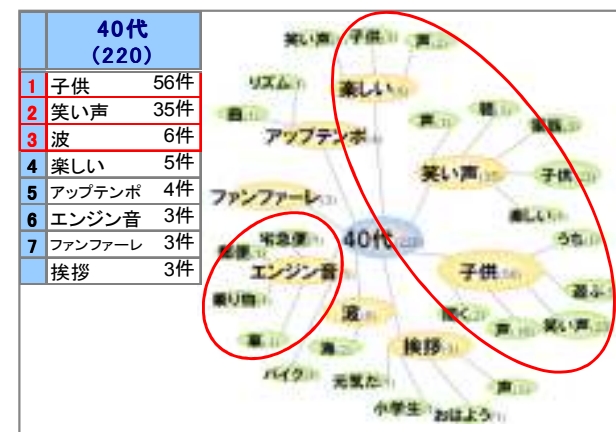 40代
(220)
1 子供 56件
2 笑い声 35件
3 波 6件
4 楽しい 5件
5 アップテンポ 4件
6 エンジン音 3件
7 ファンファーレ 3件
挨拶 3件
笑い声
子供
声
リズム
楽しい
曲
アップテンポ
声
笑い声
子供
ファンファーレ
楽しい
宅急便
40代
うち
エンジン音
子供
遊ぶ
乗り物
波
声
笑い声
車
海
挨拶
バイク
元気だ
声
小学生
おはよう